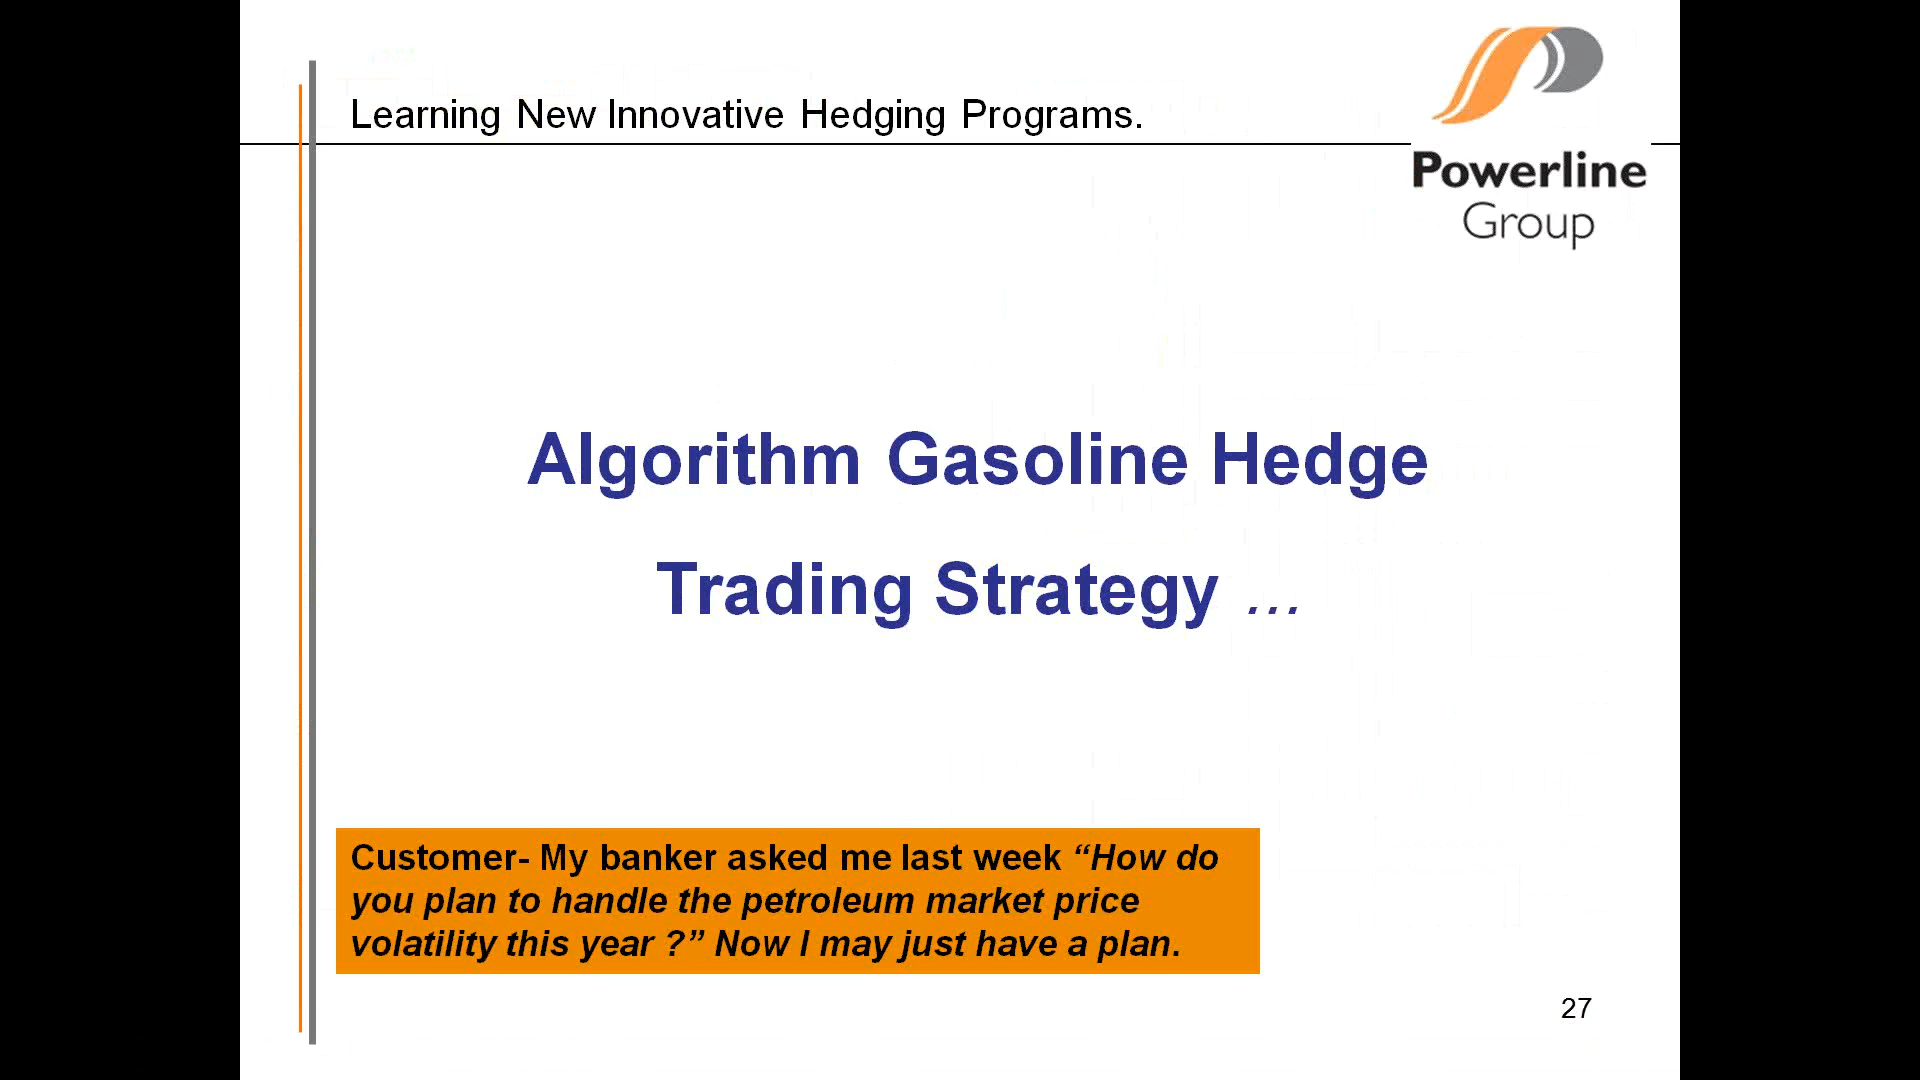 Learning New Innovative Hedging Programs.
Powerline
Group
Algorithm Gasoline Hedge
Trading Strategy ...
Customer- My banker asked me last week “How do
you plan to handle the petroleum market price
volatility this year ?” Now I may just have a plan.
27